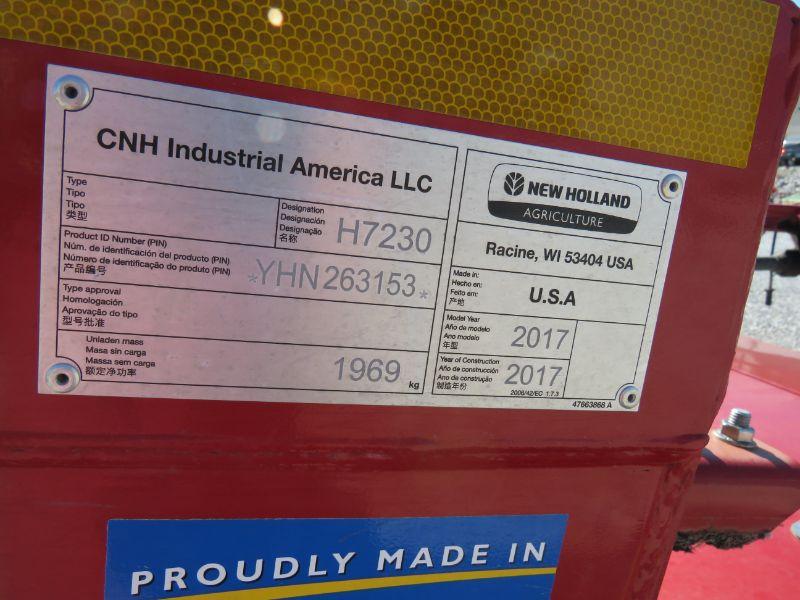 CNH Industrial America LLC
Type
Tipo
Tipo
类型
Designation
Designación
Designação
名称
H7230
Product ID Number (PIN)
Núm. de identificación del producto (PIN)
Número de identificação do produto (PIN)
产品编号
*YHN263153*
Type approval
Homologación
Aprovação do tipo
型号批准
Unladen mass
Masa sin carga
Massa sem carga
额定净功率
1969
kg
NEW HOLLAND
AGRICULTURE
Racine, WI 53404 USA
Made in:
Hecho en:
Feito em:
产地
U.S.A
Model Year
Año de modelo
Ano modelo
年型
2017
Year of Construction
Año de construcción
Ano de construção
制造年份
2017
2006/42/EC 1.7.3
47663868 A
PROUDLY MADE IN